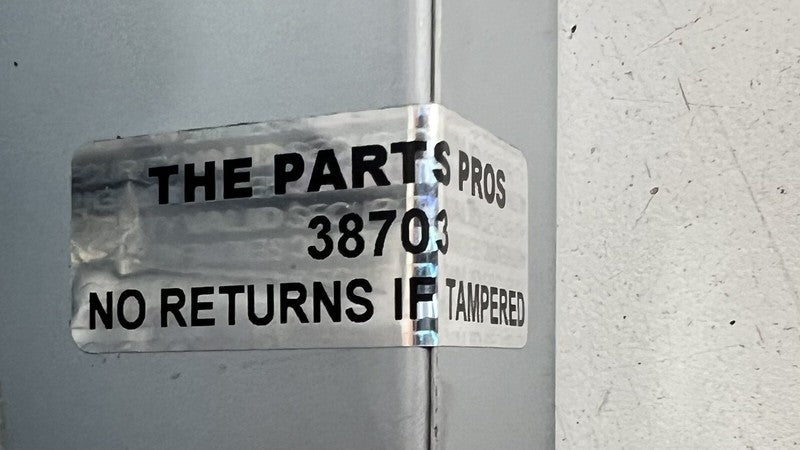 THE PARTS PROS
38703
NO RETURNS IF TAMPERED